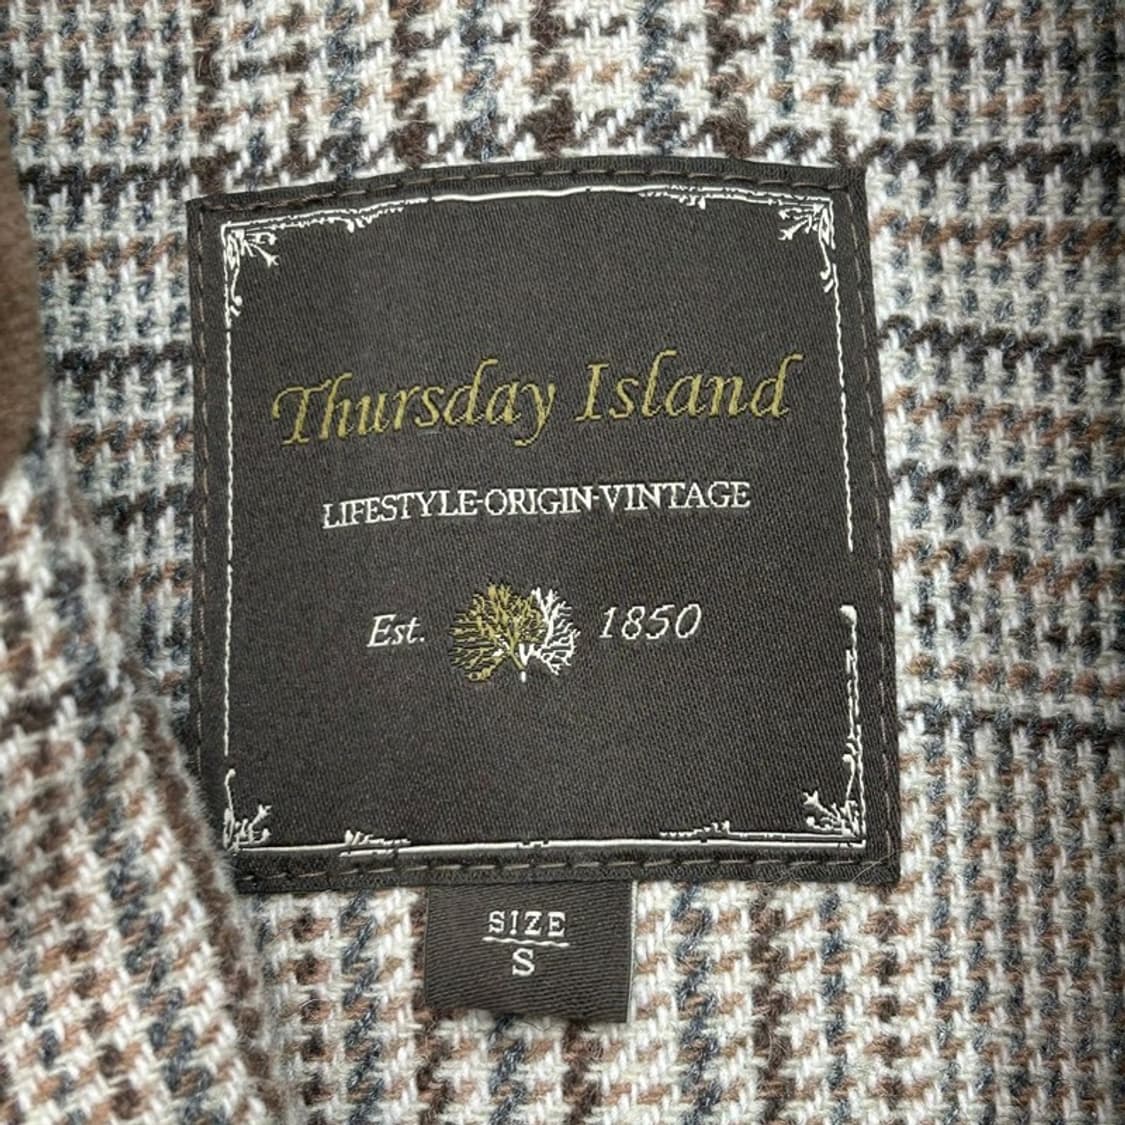 Thursday Island
LIFESTYLE·ORIGIN·VINTAGE
Est. 1850
SIZE
S